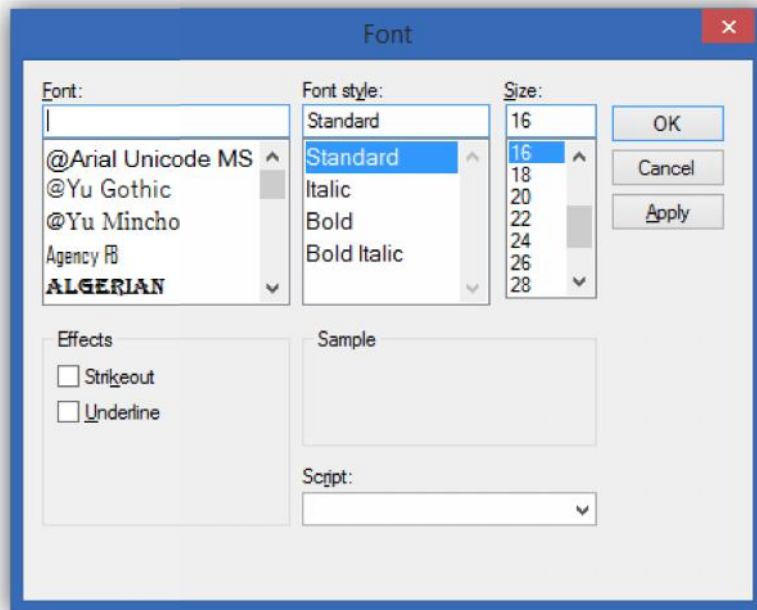 Font
Font:
@Arial Unicode MS
@Yu Gothic
@Yu Mincho
Agency FB
ALGERIAN
Font style:
Standard
Standard
Italic
Bold
Bold Italic
Size:
16
16
18
20
22
24
26
28
OK
Cancel
Apply
Effects
Strikeout
Underline
Sample
Script: